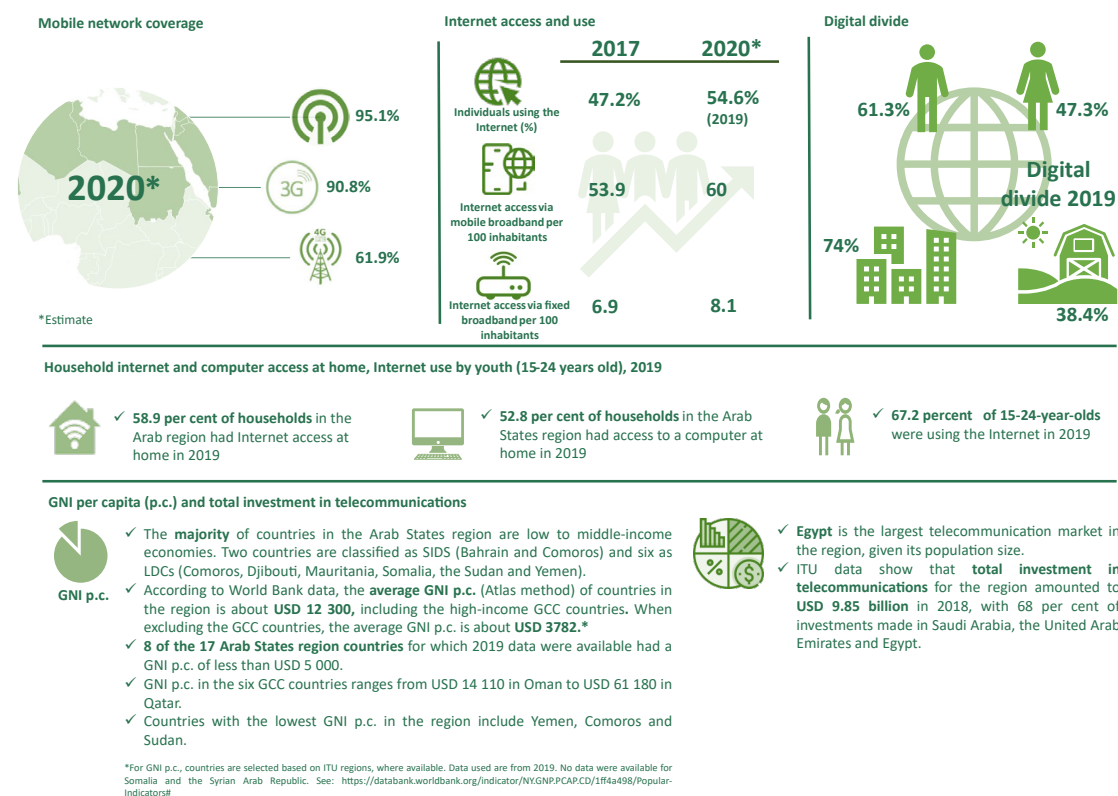 Mobile network coverage
2020*
95.1%
3G
90.8%
4G
61.9%
*Estimate
Internet access and use
2017
2020*
Individuals using the
Internet (%)
47.2%
54.6%
(2019)
Internet access via
mobile broadband per
100 inhabitants
53.9
60
Internet access via fixed
broadband per 100
inhabitants
6.9
8.1
Digital divide
61.3%
47.3%
Digital
divide 2019
74%
38.4%
Household internet and computer access at home, Internet use by youth (15-24 years old), 2019
✓ 58.9 per cent of households in the
Arab region had Internet access at
home in 2019
✓ 52.8 per cent of households in the Arab
States region had access to a computer at
home in 2019
✓ 67.2 percent of 15-24-year-olds
were using the Internet in 2019
GNI per capita (p.c.) and total investment in telecommunications
GNI p.c.
✓ The majority of countries in the Arab States region are low to middle-income
economies. Two countries are classified as SIDS (Bahrain and Comoros) and six as
LDCs (Comoros, Djibouti, Mauritania, Somalia, the Sudan and Yemen).
✓ According to World Bank data, the average GNI p.c. (Atlas method) of countries in
the region is about USD 12 300, including the high-income GCC countries. When
excluding the GCC countries, the average GNI p.c. is about USD 3782.*
✓ 8 of the 17 Arab States region countries for which 2019 data were available had a
GNI p.c. of less than USD 5 000.
✓ GNI p.c. in the six GCC countries ranges from USD 14 110 in Oman to USD 61 180 in
Qatar.
✓ Countries with the lowest GNI p.c. in the region include Yemen, Comoros and
Sudan.
*For GNI p.c., countries are selected based on ITU regions, where available. Data used are from 2019. No data were available for
Somalia and the Syrian Arab Republic. See: https://databank.worldbank.org/indicator/NY.GNP.PCAP.CD/1ff4a498/Popular-
Indicators#
%
$
✓ Egypt is the largest telecommunication market in
the region, given its population size.
✓ ITU data show that total investment in
telecommunications for the region amounted to
USD 9.85 billion in 2018, with 68 per cent of
investments made in Saudi Arabia, the United Arab
Emirates and Egypt.